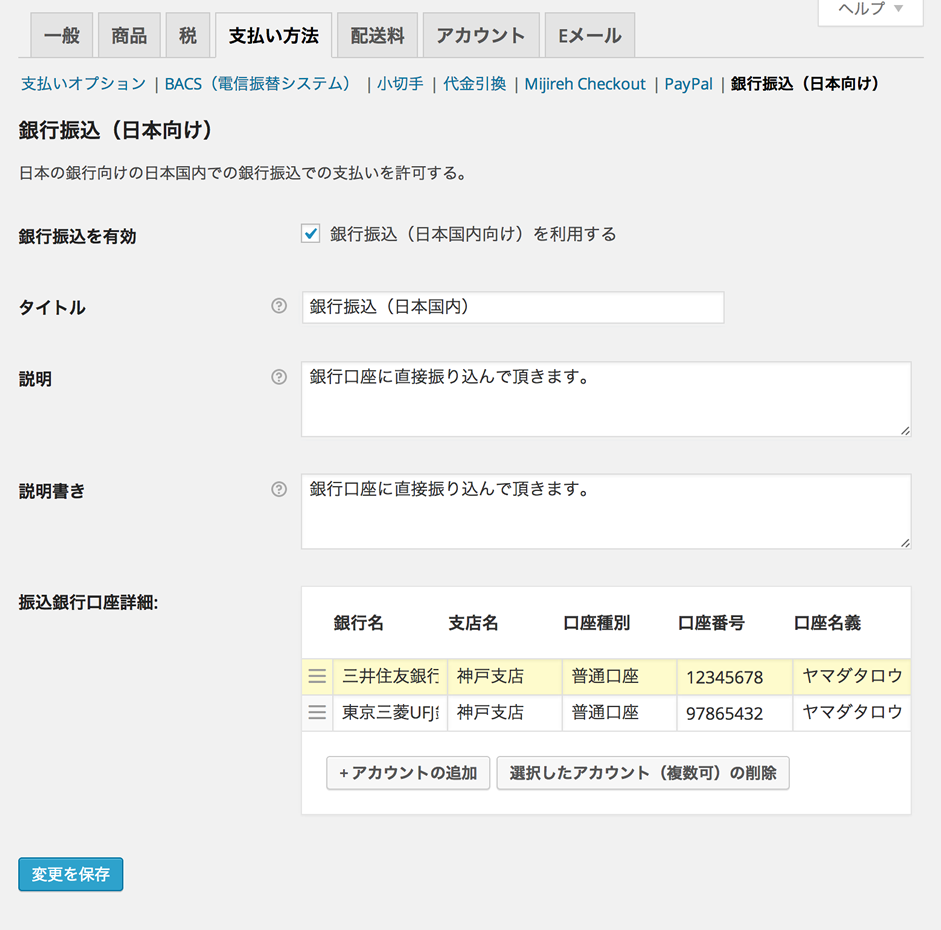 ヘルプ ▼
一般 商品 税 支払い方法 配送料 アカウント Eメール
支払いオプション | BACS（電信振替システム） | 小切手 | 代金引換 | Mijireh Checkout | PayPal | 銀行振込（日本向け）
銀行振込（日本向け）
日本の銀行向けの日本国内での銀行振込での支払いを許可する。
銀行振込を有効 銀行振込（日本国内向け）を利用する
タイトル ? 銀行振込（日本国内）
説明 ? 銀行口座に直接振り込んで頂きます。
説明書き ? 銀行口座に直接振り込んで頂きます。
振込銀行口座詳細:
銀行名 支店名 口座種別 口座番号 口座名義
三井住友銀行 神戸支店 普通口座 12345678 ヤマダタロウ
東京三菱UFJ 神戸支店 普通口座 97865432 ヤマダタロウ
+ アカウントの追加 選択したアカウント（複数可）の削除
変更を保存